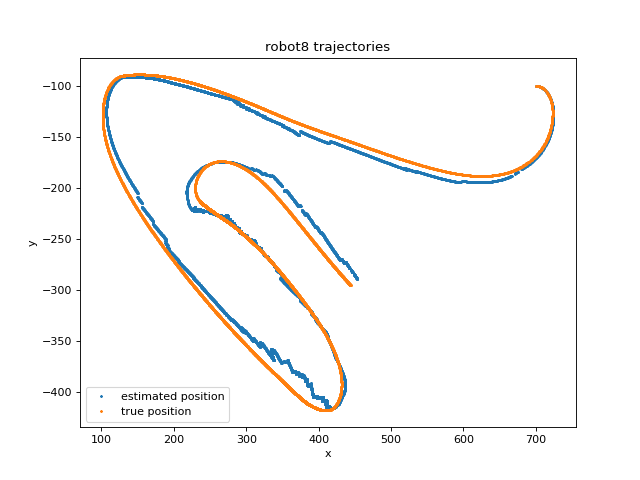 robot8 trajectories
−100
−150
−200
−250
−300
−350
−400
y
estimated position
true position
100 200 300 400 500 600 700
x